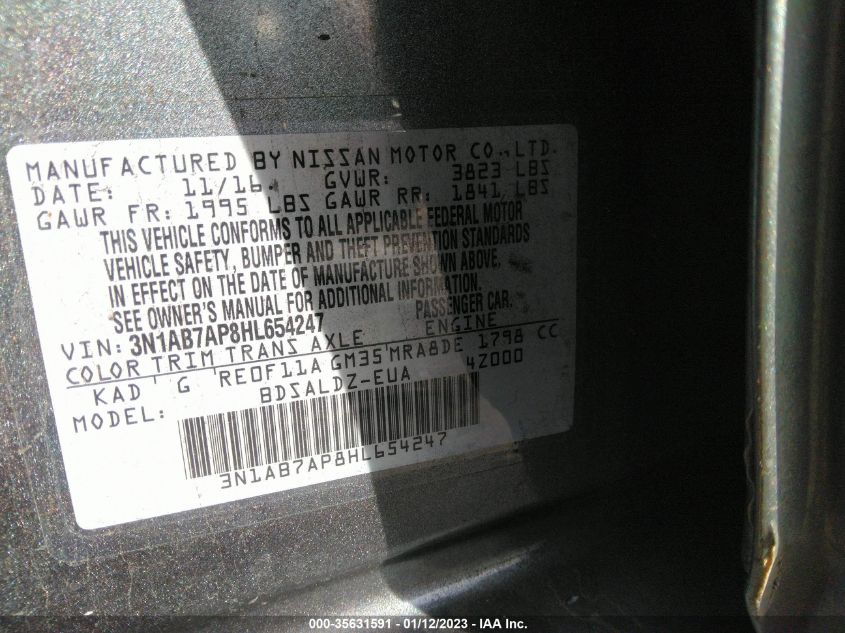 MANUFACTURED BY NISSAN MOTOR CO., LTD.
DATE: 11/16 GVWR: 3823 LBS
GAWR FR: 1995 LBS GAWR RR: 1841 LBS
THIS VEHICLE CONFORMS TO ALL APPLICABLE FEDERAL MOTOR
VEHICLE SAFETY, BUMPER AND THEFT PREVENTION STANDARDS
IN EFFECT ON THE DATE OF MANUFACTURE SHOWN ABOVE.
SEE OWNER'S MANUAL FOR ADDITIONAL INFORMATION.
PASSENGER CAR.
VIN: 3N1AB7AP8HL654247
COLOR TRIM TRANS AXLE ENGINE
KAD G RE0F11A GM35 MRA8DE 1798 CC
MODEL: BDSALDZ-EUA 42000
3N1AB7AP8HL654247
000-35631591 - 01/12/2023 - IAA Inc.